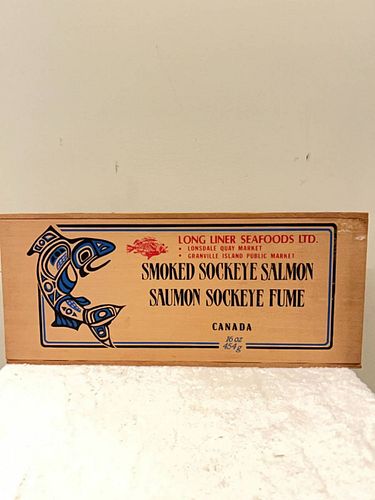 LONG LINER SEAFOODS LTD.
• LONSDALE QUAY MARKET
• GRANVILLE ISLAND PUBLIC MARKET
SMOKED SOCKEYE SALMON
SAUMON SOCKEYE FUME
CANADA
16 oz
454 g